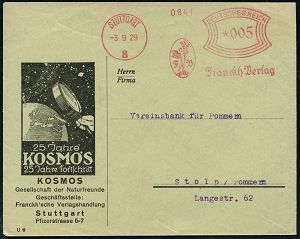 STUTTGART
-3.9.29
8
0841
DEUTSCHES REICH
*005
F W
Franckh Verlag
Herrn
Firma
Vereinsbank für Pommern
Stolp/Pommern
Langestr. 62
25 Jahre
KOSMOS
25 Jahre Fortschritt
KOSMOS
Gesellschaft der Naturfreunde
Geschäftsstelle:
Franckh'sche Verlagshandlung
Stuttgart
Pfizerstrasse 5-7
U 6